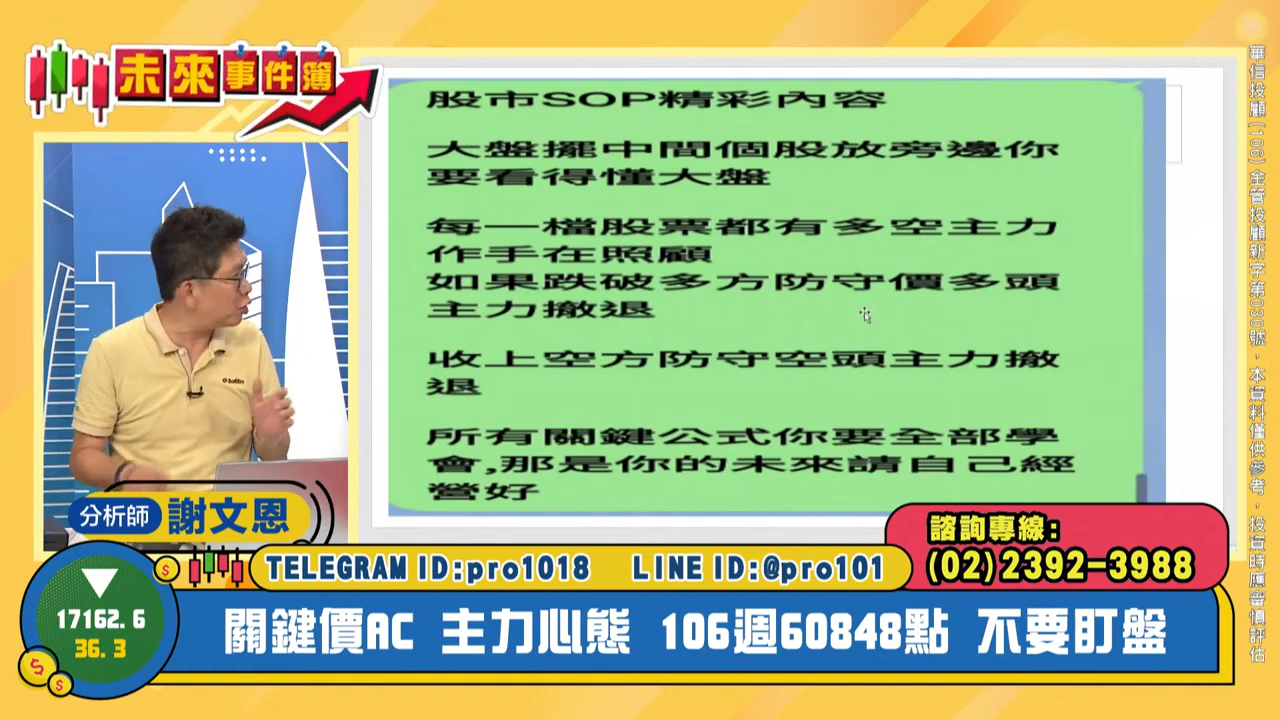 未來事件簿
股市SOP精彩內容
大盤擺中間個股放旁邊你
要看得懂大盤
每一檔股票都有多空主力
作手在照顧
如果跌破多方防守價多頭
主力撤退
收上空方防守空頭主力撤
退
所有關鍵公式你要全部學
會,那是你的未來請自己經
營好
分析師 謝文恩
諮詢專線:
(02)2392-3988
TELEGRAM ID:pro1018 LINE ID:@pro101
17162.6
36.3
關鍵價AC 主力心態 106週60848點 不要盯盤
華信投顧(106)金管投顧新字第030號,本資料僅供參考,投資時應審慎評估